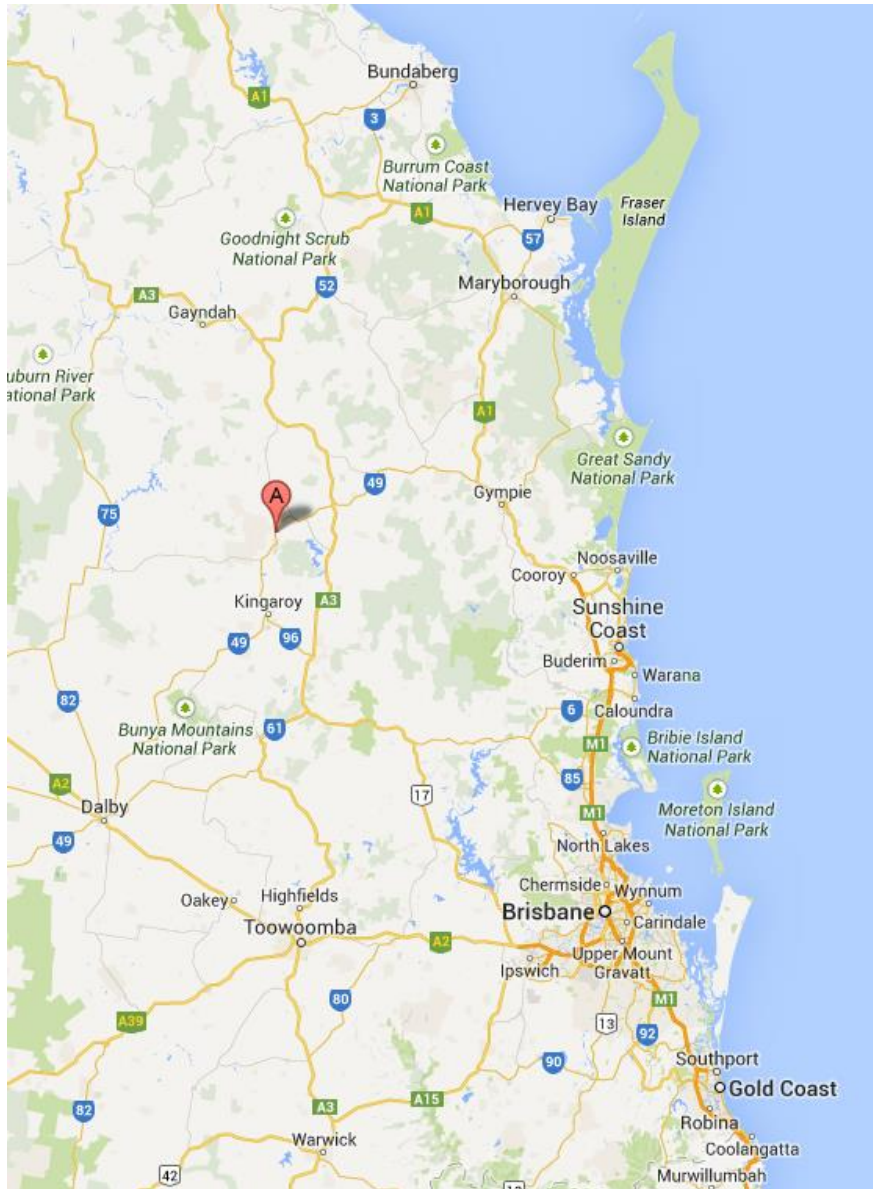 Bundaberg
A1
3
Burrum Coast
National Park
Fraser
Island
Hervey Bay
A1
Goodnight Scrub
National Park
57
52
Maryborough
A3
Gayndah
uburn River
ational Park
A1
Great Sandy
National Park
49
A
Gympie
75
Noosaville
Cooroy
A3
Sunshine
Coast
Kingaroy
49
96
Buderim
Warana
82
6
Caloundra
Bunya Mountains
National Park
61
M1
Bribie Island
National Park
85
A2
17
Moreton Island
National Park
Dalby
M1
49
North Lakes
Chermside
Wynnum
Oakey
Highfields
Brisbane
Carindale
Toowoomba
A2
Upper Mount
Gravatt
Ipswich
80
M1
A39
13
92
90
Southport
Gold Coast
82
A3
A15
Robina
Warwick
Coolangatta
42
Murwillumbah